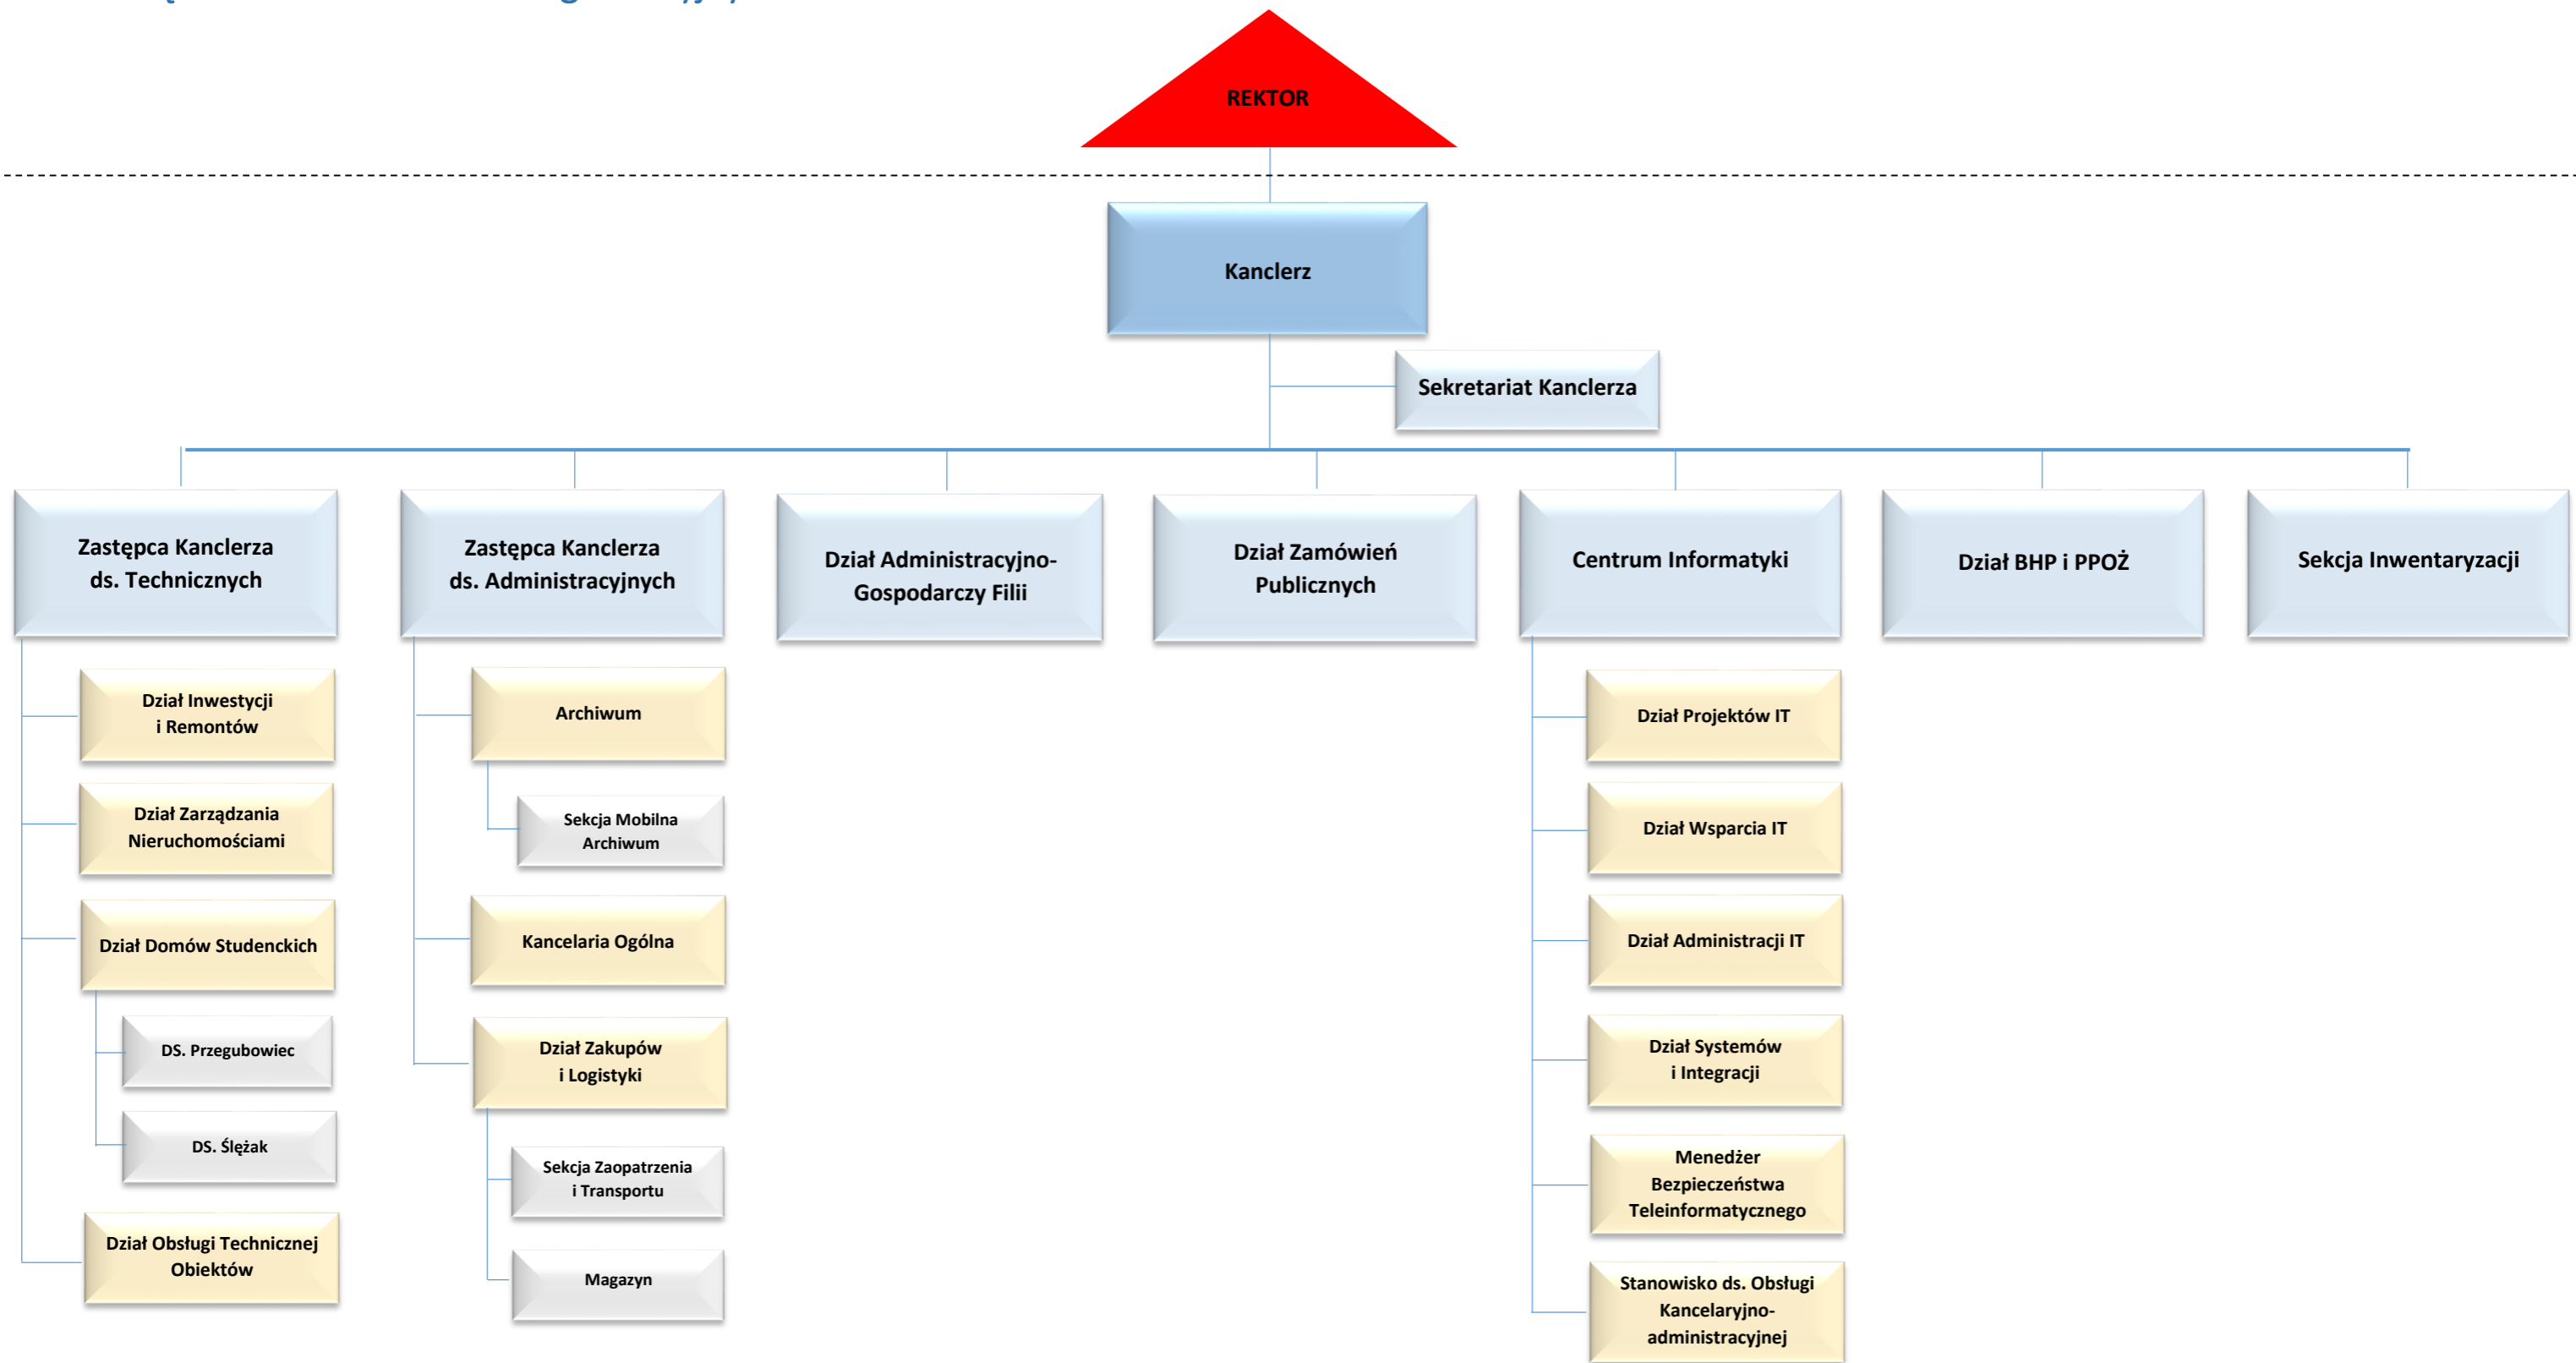 REKTOR
Kanclerz
Sekretariat Kanclerza
Zastępca Kanclerza
ds. Technicznych
Zastępca Kanclerza
ds. Administracyjnych
Dział Administracyjno-
Gospodarczy Filii
Dział Zamówień
Publicznych
Centrum Informatyki
Dział BHP i PPOŻ
Sekcja Inwentaryzacji
Dział Inwestycji
i Remontów
Dział Zarządzania
Nieruchomościami
Dział Domów Studenckich
DS. Przegubowiec
DS. Ślężak
Dział Obsługi Technicznej
Obiektów
Archiwum
Sekcja Mobilna
Archiwum
Kancelaria Ogólna
Dział Zakupów
i Logistyki
Sekcja Zaopatrzenia
i Transportu
Magazyn
Dział Projektów IT
Dział Wsparcia IT
Dział Administracji IT
Dział Systemów
i Integracji
Menedżer
Bezpieczeństwa
Teleinformatycznego
Stanowisko ds. Obsługi
Kancelaryjno-
administracyjnej